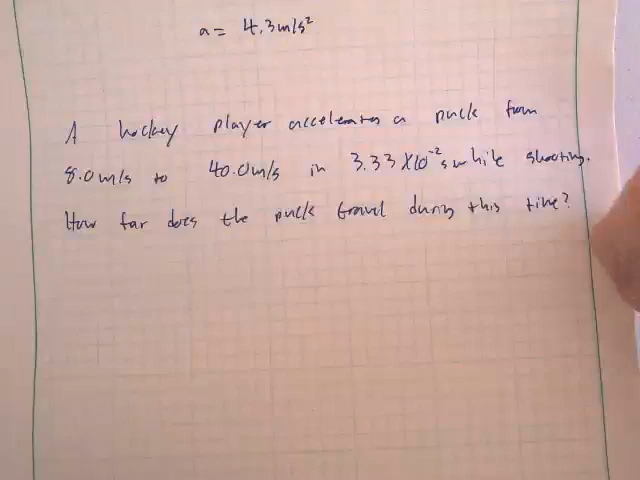 a = 4.3 m/s²
A hockey player accelerates a puck from
8.0 m/s to 40.0 m/s in 3.33 X10⁻² s while shooting.
How far does the puck travel during this time?